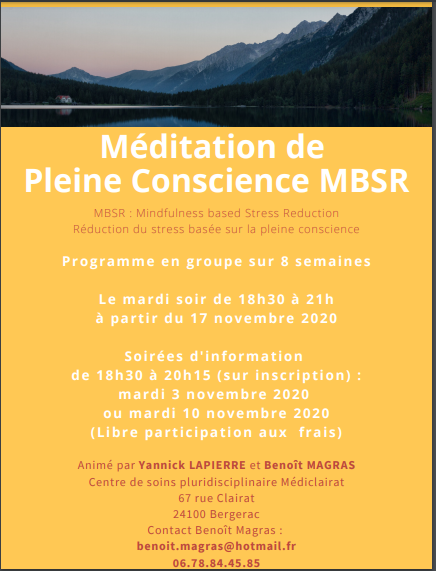 Méditation de
Pleine Conscience MBSR
MBSR : Mindfulness based Stress Reduction
Réduction du stress basée sur la pleine conscience
Programme en groupe sur 8 semaines
Le mardi soir de 18h30 à 21h
à partir du 17 novembre 2020
Soirées d'information
de 18h30 à 20h15 (sur inscription) :
mardi 3 novembre 2020
ou mardi 10 novembre 2020
(Libre participation aux frais)
Animé par Yannick LAPIERRE et Benoît MAGRAS
Centre de soins pluridisciplinaire Médiclairat
67 rue Clairat
24100 Bergerac
Contact Benoît Magras :
benoit.magras@hotmail.fr
06.78.84.45.85